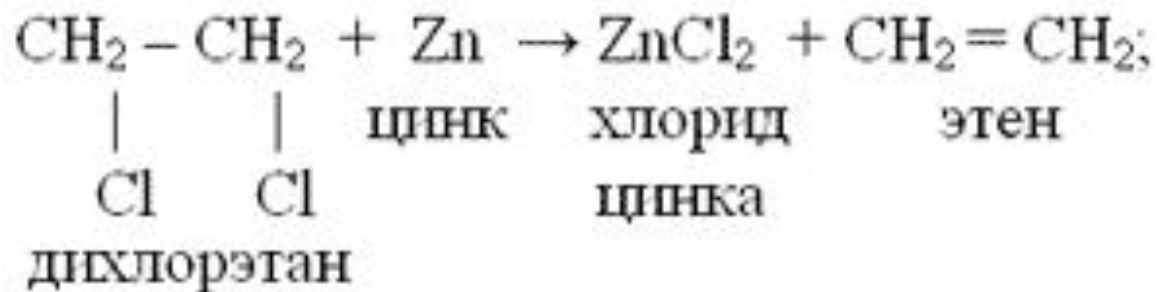 CH₂ – CH₂ + Zn → ZnCl₂ + CH₂ = CH₂;
| | цинк хлорид этен
Cl Cl цинка
дихлорэтан